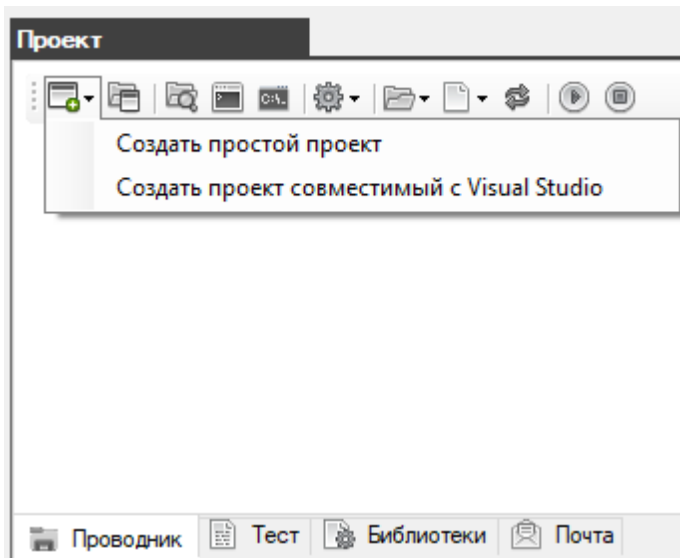 Проект
C:\.
Создать простой проект
Создать проект совместимый с Visual Studio
Проводник Тест Библиотеки Почта